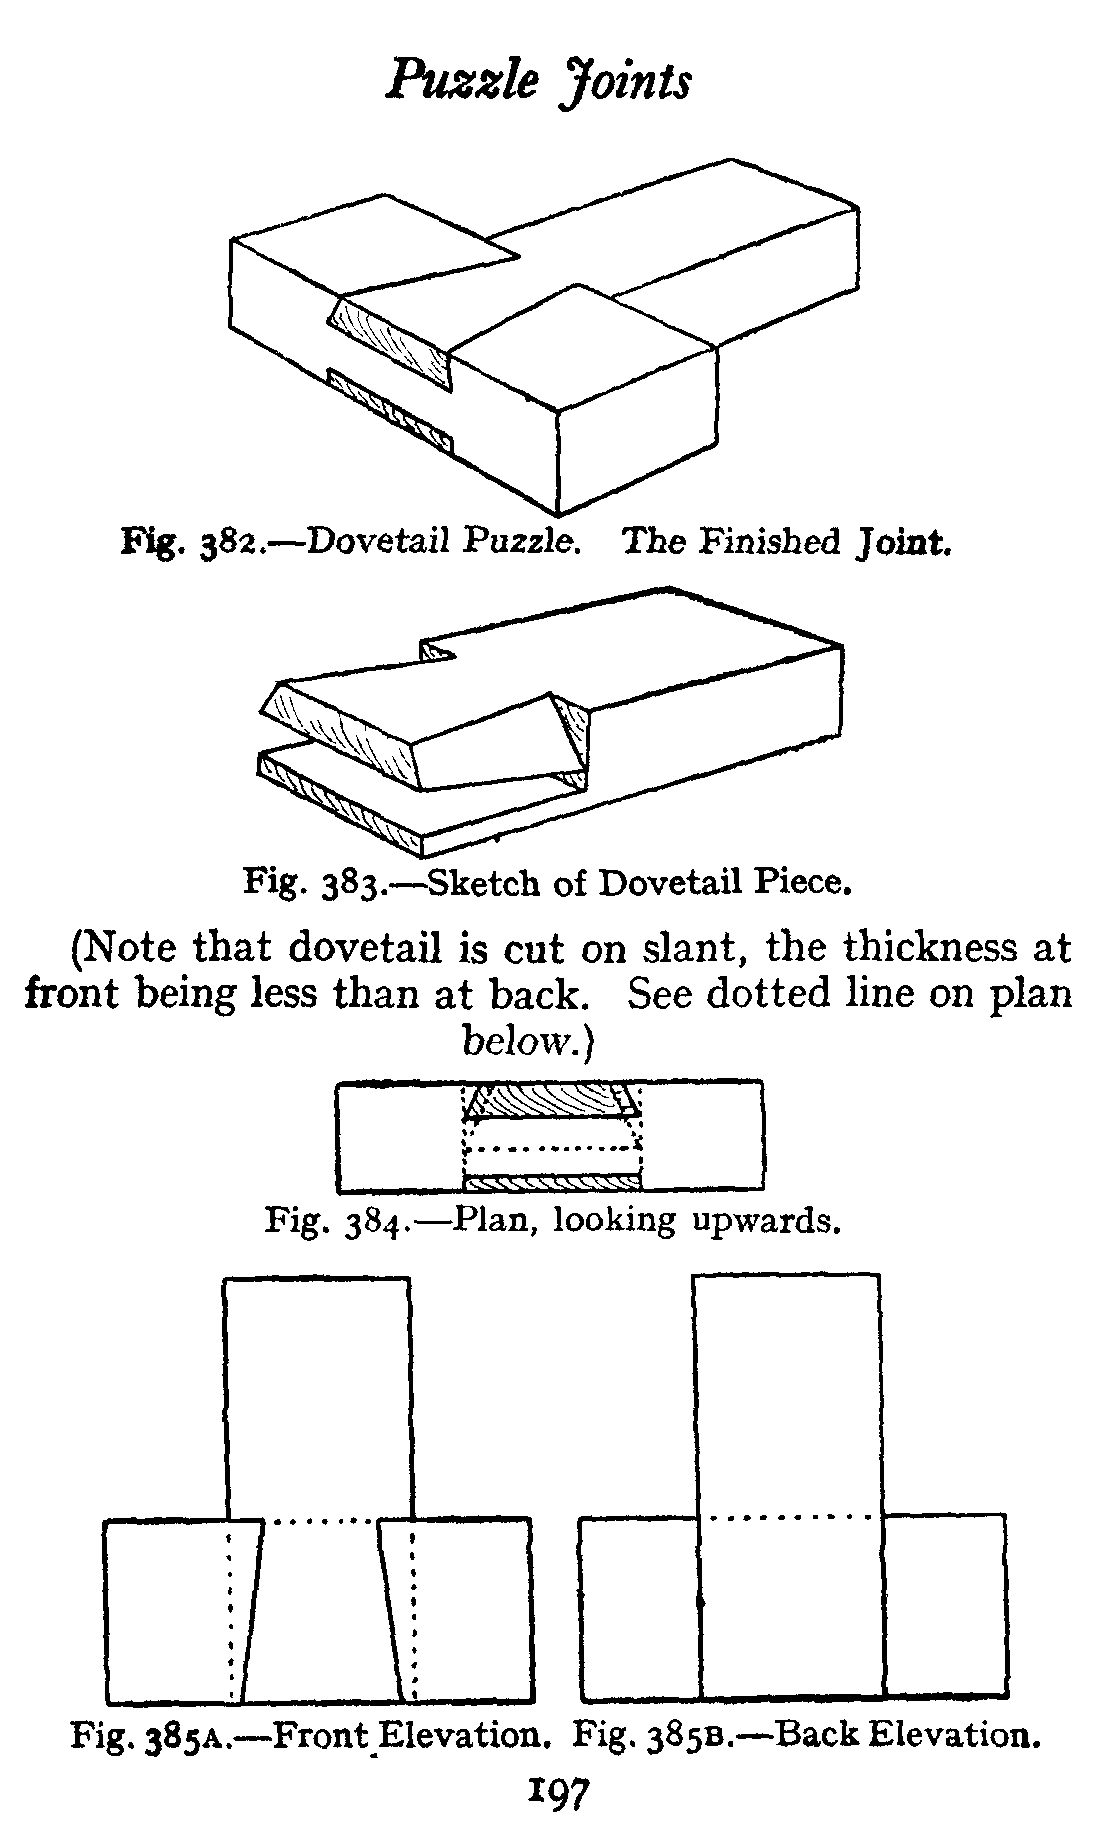 Puzzle Joints
Fig. 382.—Dovetail Puzzle. The Finished Joint.
Fig. 383.—Sketch of Dovetail Piece.
(Note that dovetail is cut on slant, the thickness at
front being less than at back. See dotted line on plan
below.)
Fig. 384.—Plan, looking upwards.
Fig. 385A.—Front Elevation. Fig. 385B.—Back Elevation.
197